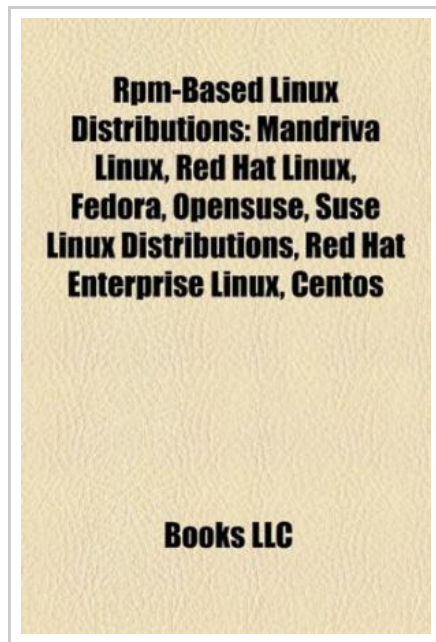 Rpm-Based Linux
Distributions: Mandriva
Linux, Red Hat Linux,
Fedora, Opensuse, Suse
Linux Distributions, Red Hat
Enterprise Linux, Centos
Books LLC